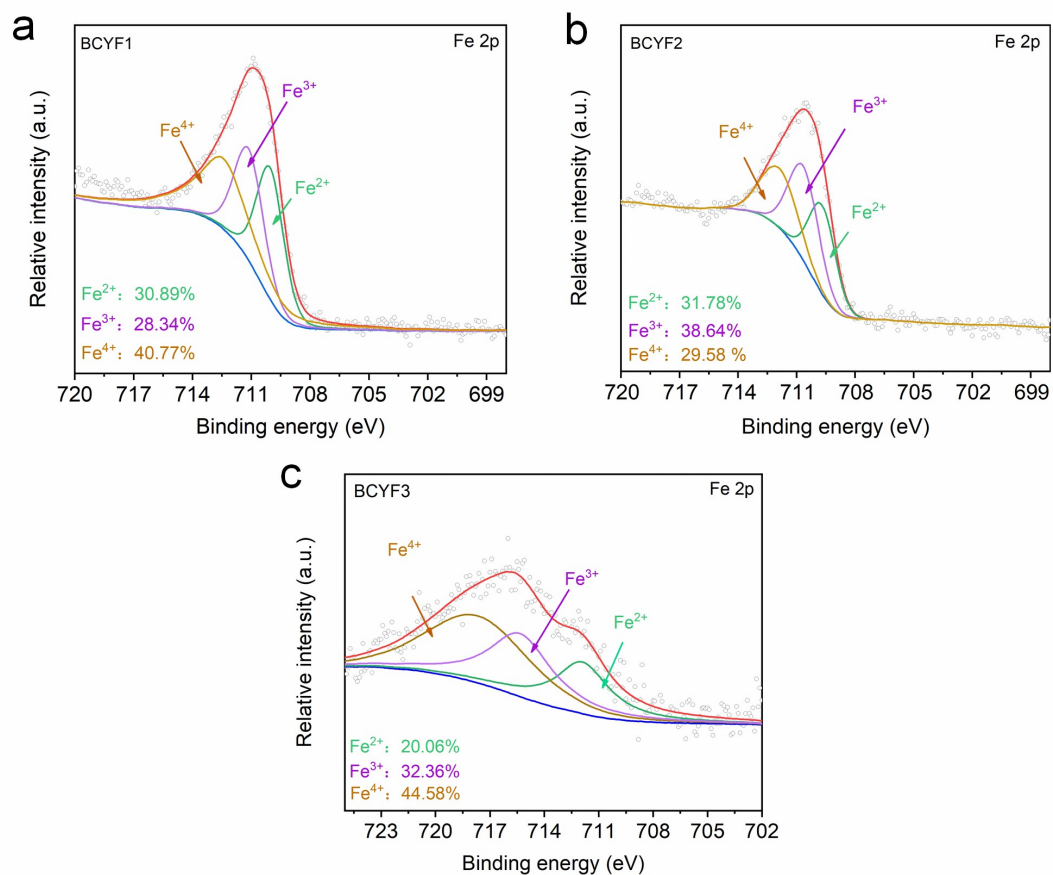 a
BCYF1 Fe 2p
Fe³⁺
Fe⁴⁺
Fe²⁺
Fe²⁺: 30.89%
Fe³⁺: 28.34%
Fe⁴⁺: 40.77%
720 717 714 711 708 705 702 699
Binding energy (eV)
Relative intensity (a.u.)
b
BCYF2 Fe 2p
Fe³⁺
Fe⁴⁺
Fe²⁺
Fe²⁺: 31.78%
Fe³⁺: 38.64%
Fe⁴⁺: 29.58 %
720 717 714 711 708 705 702 699
Binding energy (eV)
Relative intensity (a.u.)
c
BCYF3 Fe 2p
Fe⁴⁺
Fe³⁺
Fe²⁺
Fe²⁺: 20.06%
Fe³⁺: 32.36%
Fe⁴⁺: 44.58%
723 720 717 714 711 708 705 702
Binding energy (eV)
Relative intensity (a.u.)